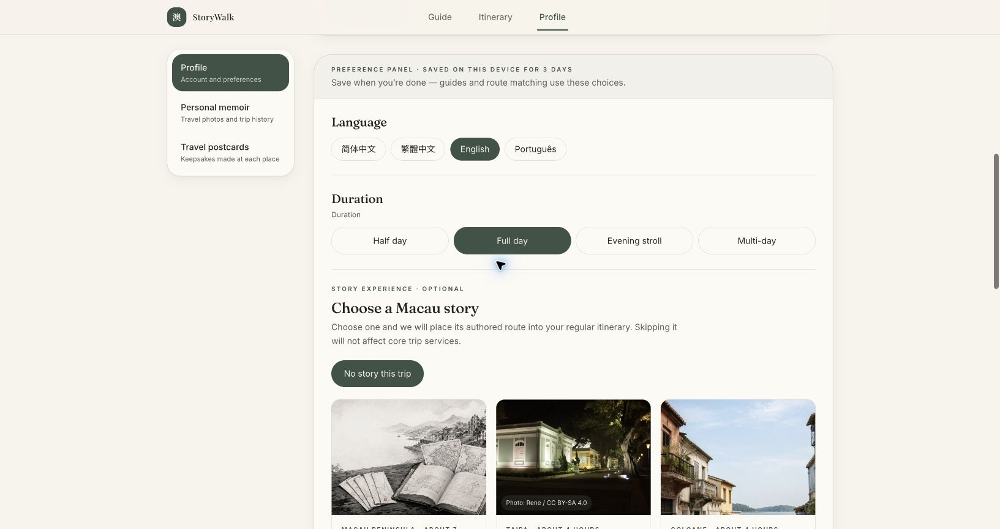 澳 StoryWalk
Guide
Itinerary
Profile
Profile
Account and preferences
Personal memoir
Travel photos and trip history
Travel postcards
Keepsakes made at each place
PREFERENCE PANEL · SAVED ON THIS DEVICE FOR 3 DAYS
Save when you’re done — guides and route matching use these choices.
Language
简体中文
繁體中文
English
Português
Duration
Duration
Half day
Full day
Evening stroll
Multi-day
STORY EXPERIENCE · OPTIONAL
Choose a Macau story
Choose one and we will place its authored route into your regular itinerary. Skipping it
will not affect core trip services.
No story this trip
Photo: Rene / CC BY-SA 4.0
MACAU PENINSULA · ABOUT 7
TAIPA · ABOUT 4 HOURS
COLOANE · ABOUT 4 HOURS